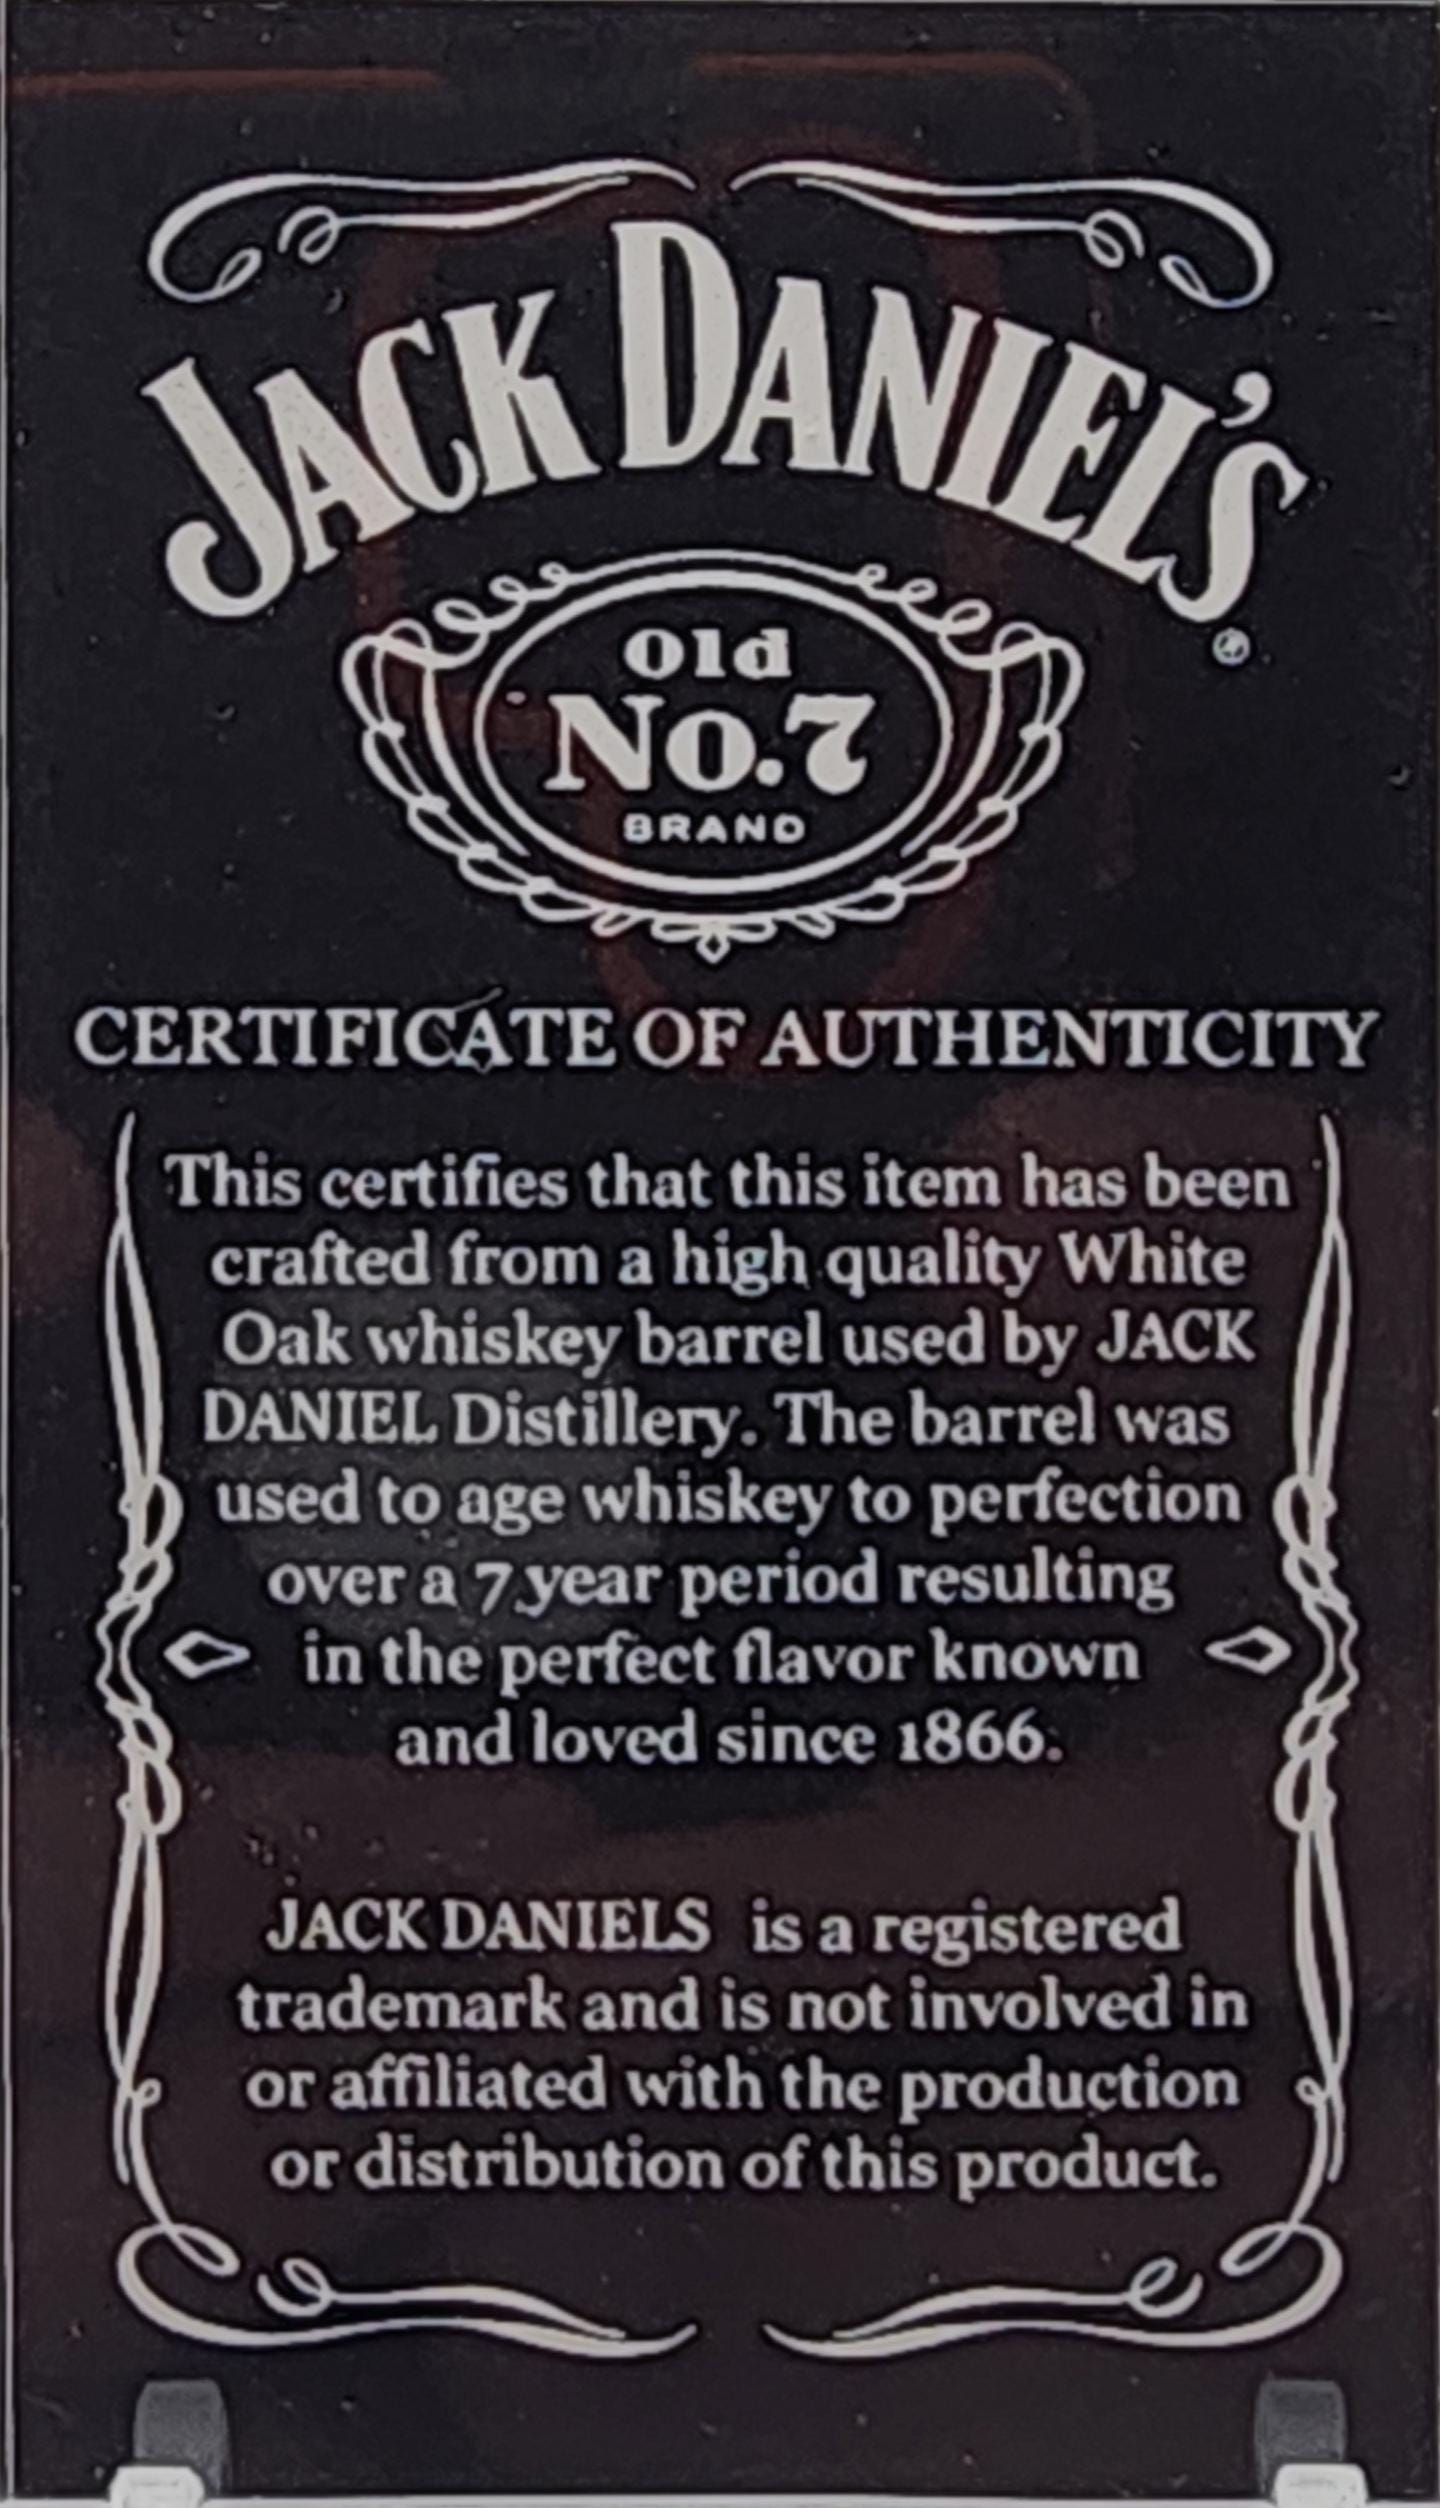 JACK DANIEL'S
®
Old
No.7
BRAND
CERTIFICATE OF AUTHENTICITY
This certifies that this item has been
crafted from a high quality White
Oak whiskey barrel used by JACK
DANIEL Distillery. The barrel was
used to age whiskey to perfection
over a 7 year period resulting
in the perfect flavor known
and loved since 1866.
JACK DANIELS is a registered
trademark and is not involved in
or affiliated with the production
or distribution of this product.